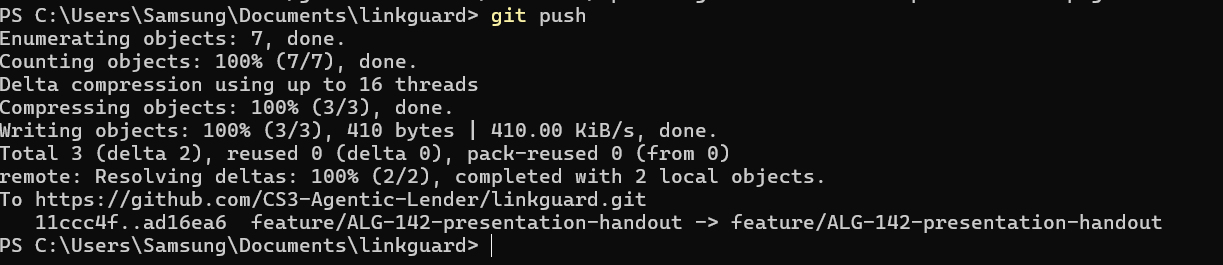 PS C:\Users\Samsung\Documents\linkguard> git push
Enumerating objects: 7, done.
Counting objects: 100% (7/7), done.
Delta compression using up to 16 threads
Compressing objects: 100% (3/3), done.
Writing objects: 100% (3/3), 410 bytes | 410.00 KiB/s, done.
Total 3 (delta 2), reused 0 (delta 0), pack-reused 0 (from 0)
remote: Resolving deltas: 100% (2/2), completed with 2 local objects.
To https://github.com/CS3-Agentic-Lender/linkguard.git
   11ccc4f..ad16ea6  feature/ALG-142-presentation-handout -> feature/ALG-142-presentation-handout
PS C:\Users\Samsung\Documents\linkguard>